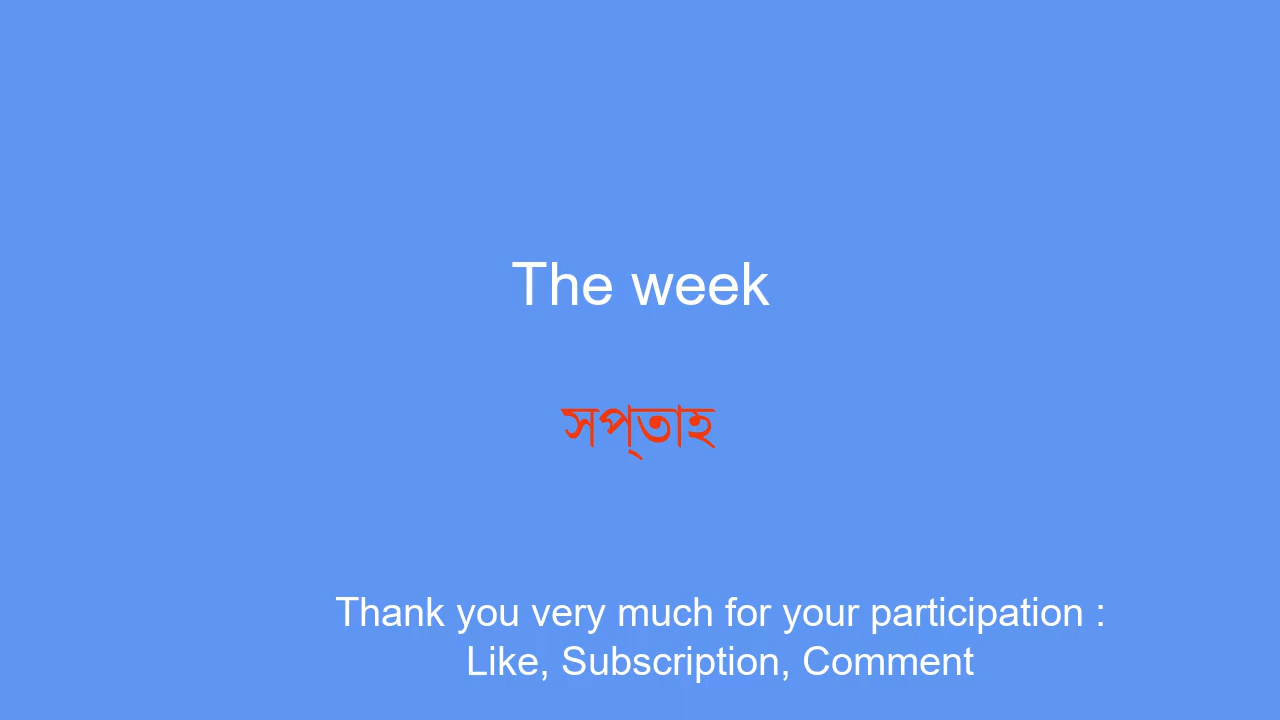 The week
সপ্‌তাহ
Thank you very much for your participation :
Like, Subscription, Comment